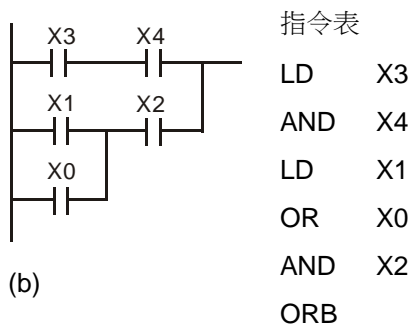 X3 X4
X1 X2
X0
(b)
指令表
LD X3
AND X4
LD X1
OR X0
AND X2
ORB